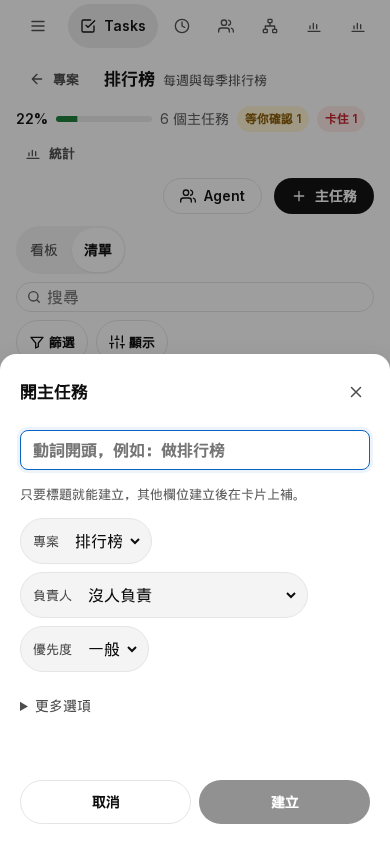 Tasks
專案 排行榜 每週與每季排行榜
22% 6 個主任務 等你確認 1 卡住 1
統計
Agent 主任務
看板 清單
搜尋
篩選 顯示
開主任務
動詞開頭，例如：做排行榜
只要標題就能建立，其他欄位建立後在卡片上補。
專案 排行榜
負責人 沒人負責
優先度 一般
更多選項
取消 建立